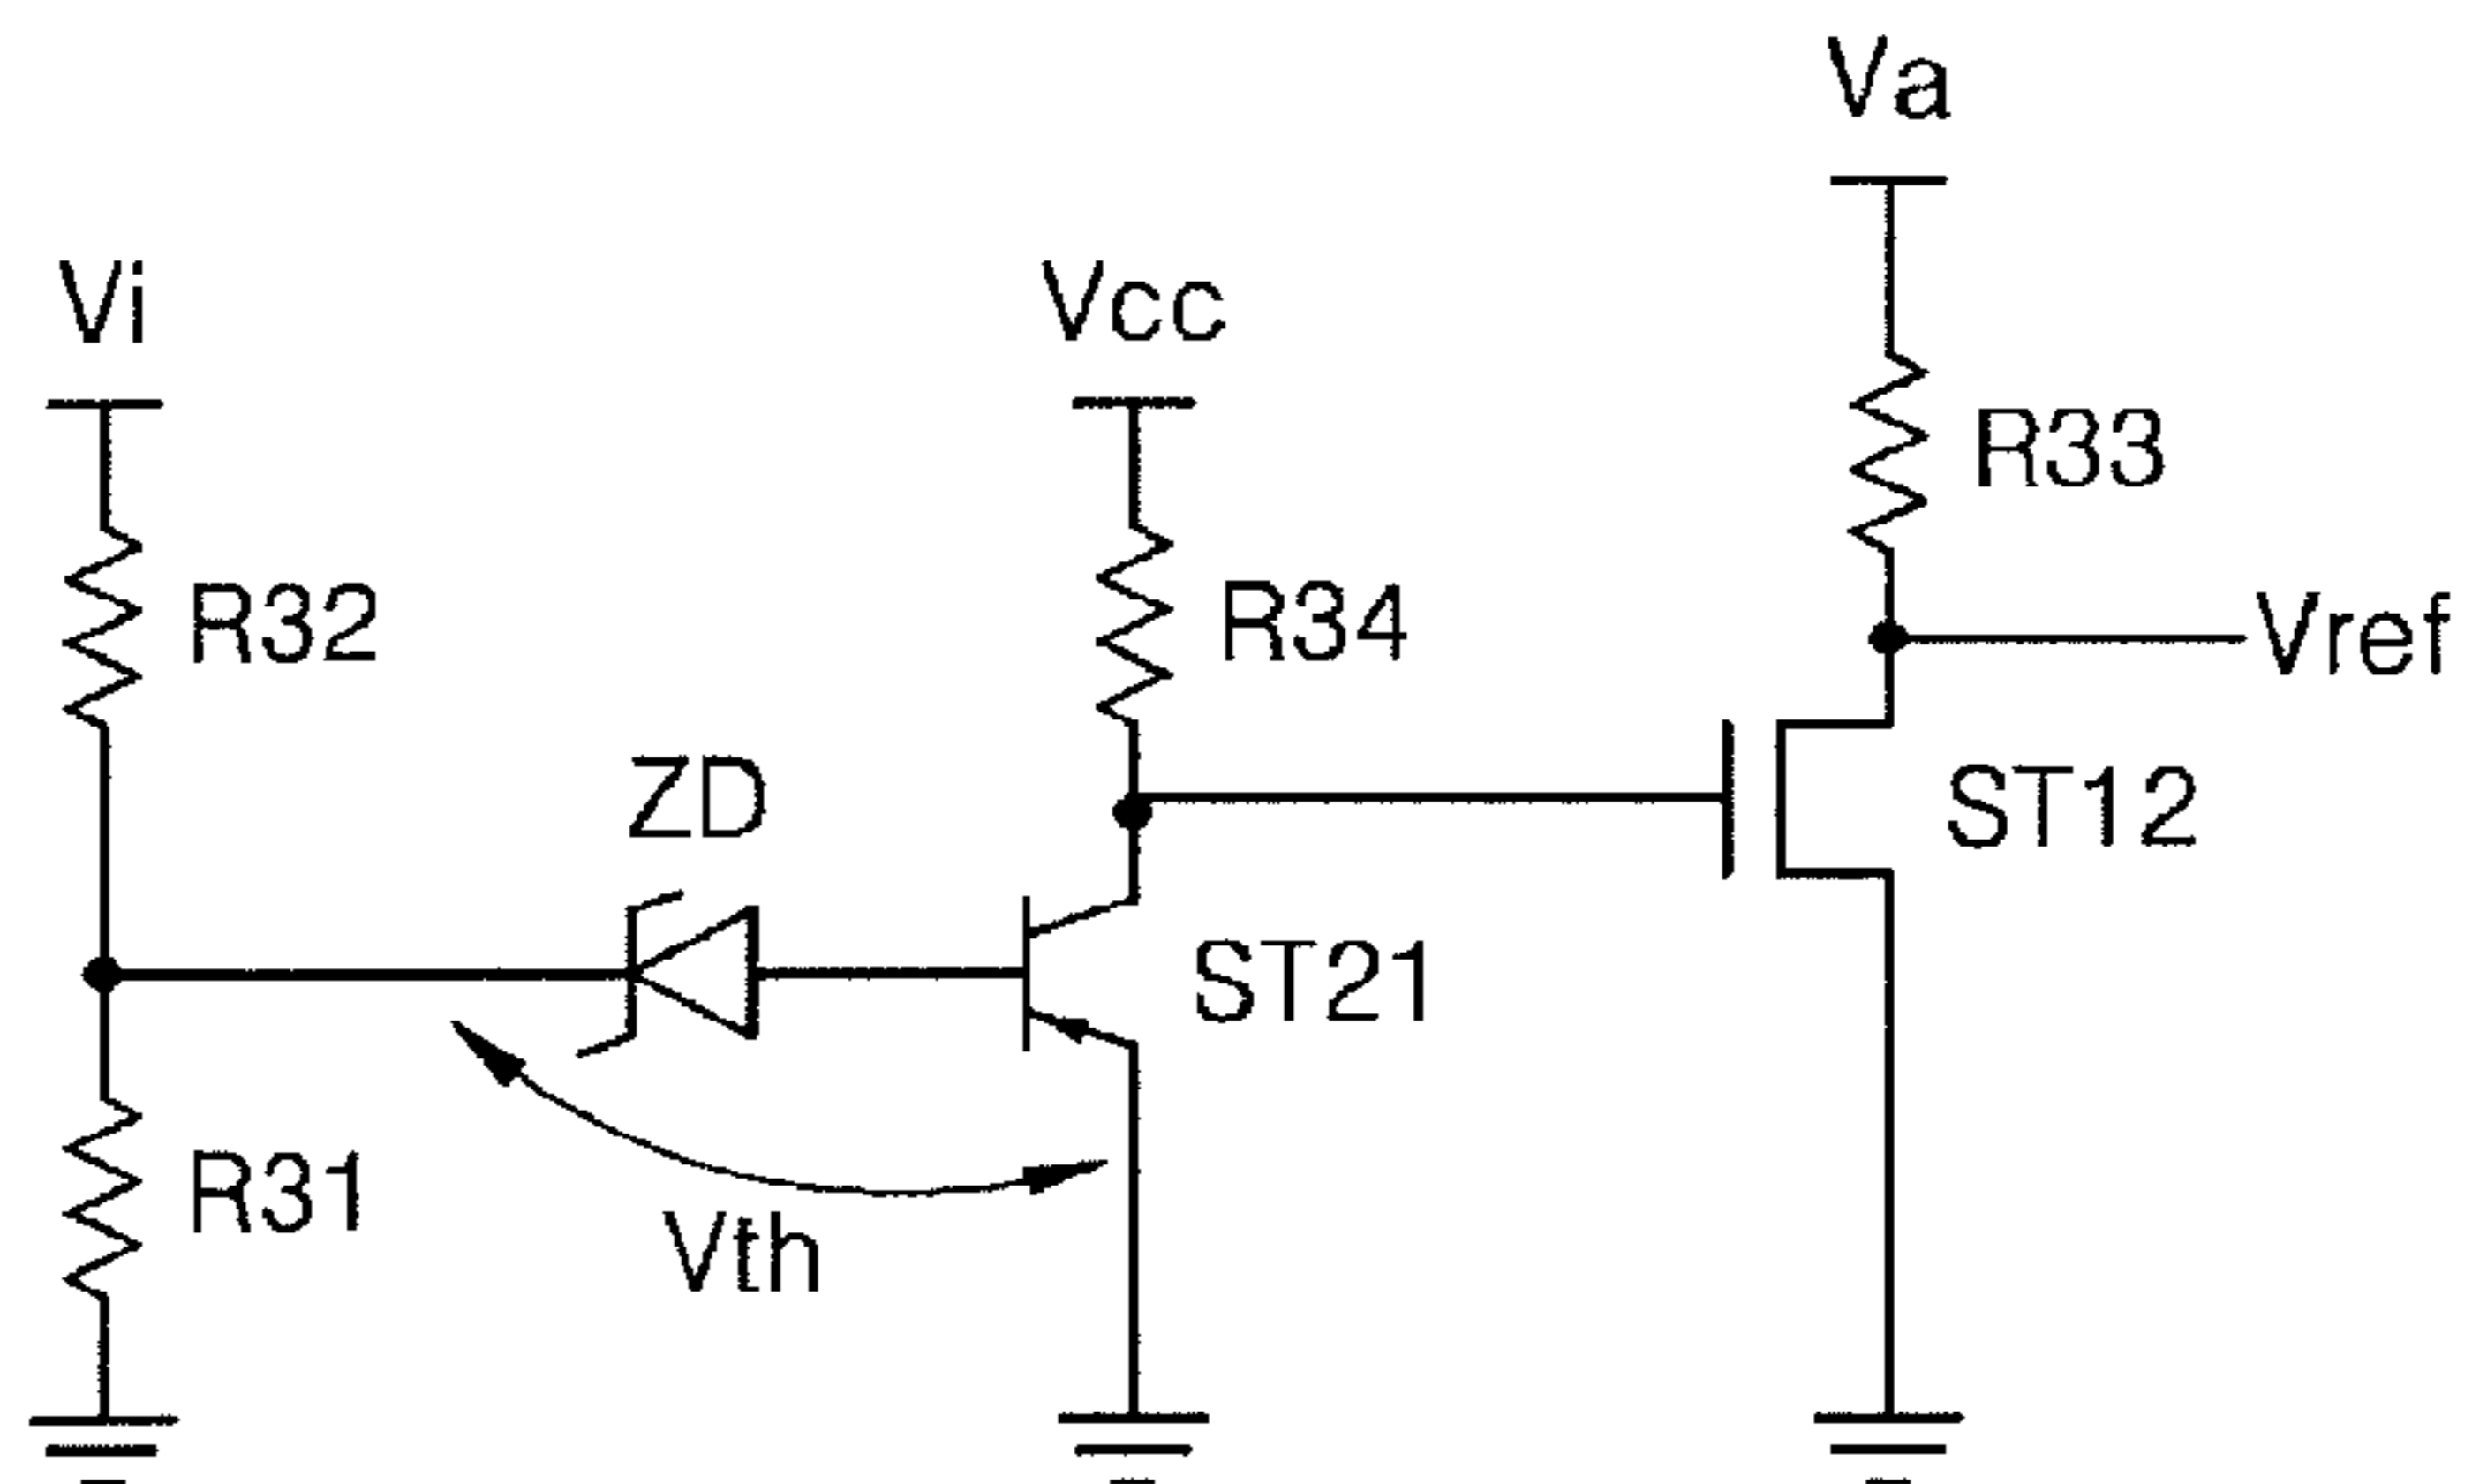 Va
Vi
Vcc
R33
R32
R34
Vref
ZD
ST12
ST21
R31
Vth